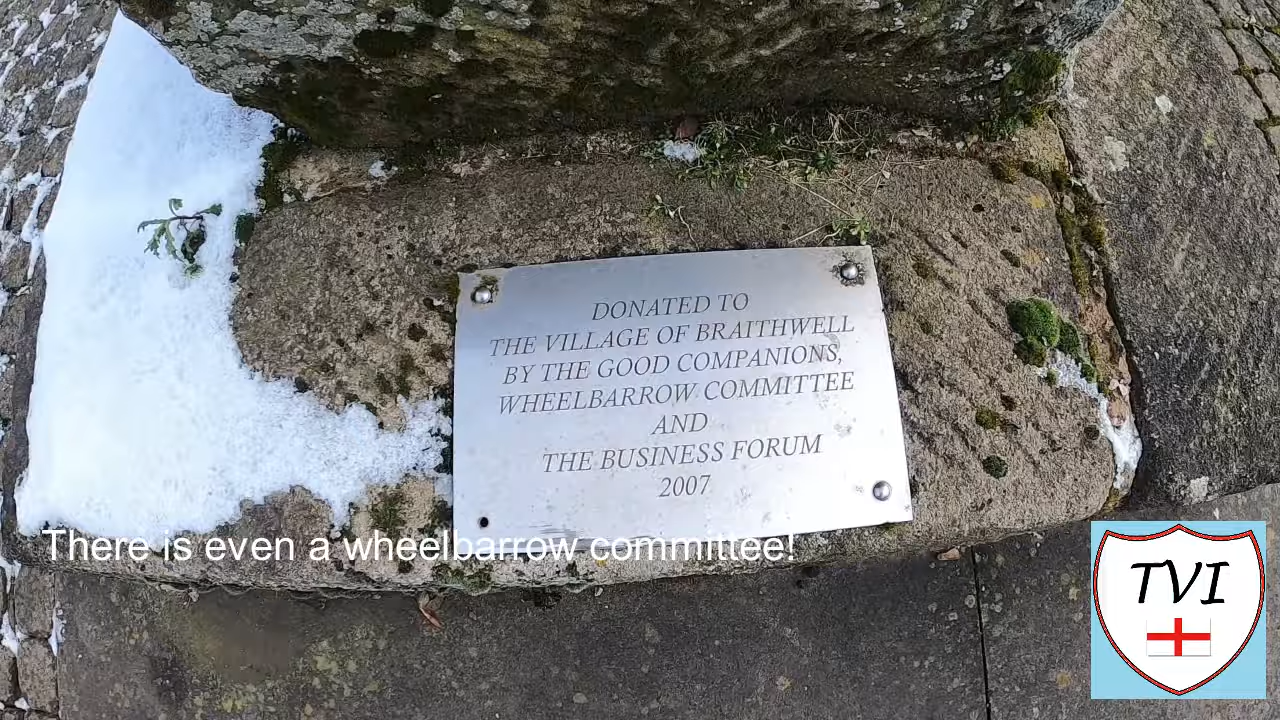 DONATED TO
THE VILLAGE OF BRAITHWELL
BY THE GOOD COMPANIONS,
WHEELBARROW COMMITTEE
AND
THE BUSINESS FORUM
2007
There is even a wheelbarrow committee!
TVI